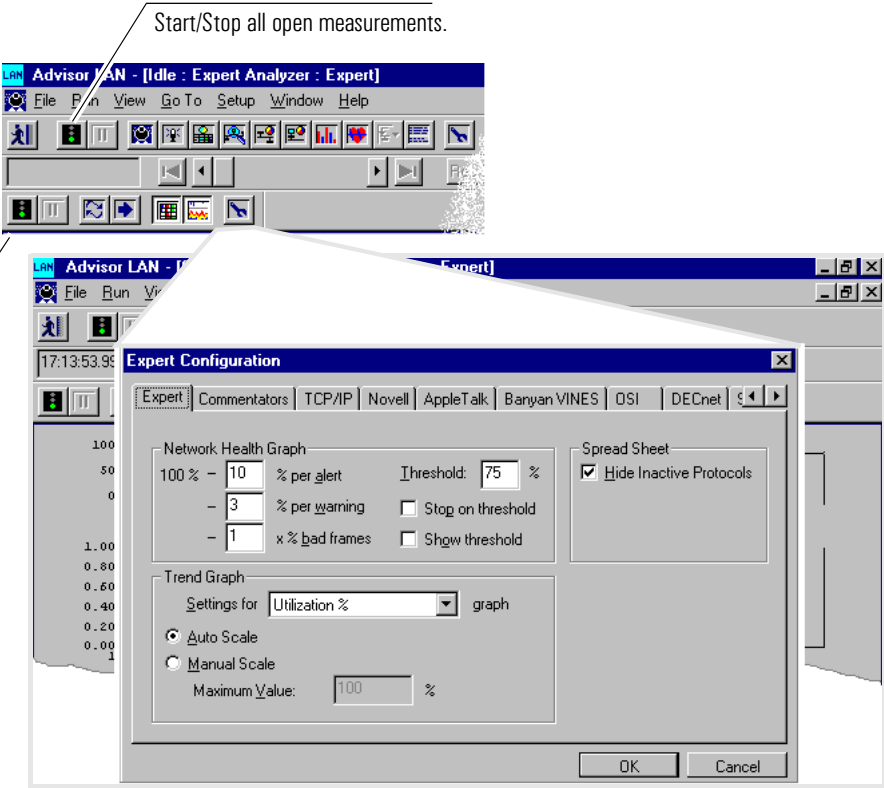 Start/Stop all open measurements.
LAN Advisor LAN - [Idle : Expert Analyzer : Expert]
File Run View Go To Setup Window Help
LAN Advisor LAN - [ Expert]
File Run
17:13:53.99
100
50
0
1.00
0.80
0.60
0.40
0.20
0.00
1
Expert Configuration
Expert Commentators TCP/IP Novell AppleTalk Banyan VINES OSI DECnet
Network Health Graph
100 % - 10 % per alert
- 3 % per warning
- 1 x % bad frames
Threshold: 75 %
Stop on threshold
Show threshold
Spread Sheet
Hide Inactive Protocols
Trend Graph
Settings for Utilization % graph
Auto Scale
Manual Scale
Maximum Value: 100 %
OK Cancel